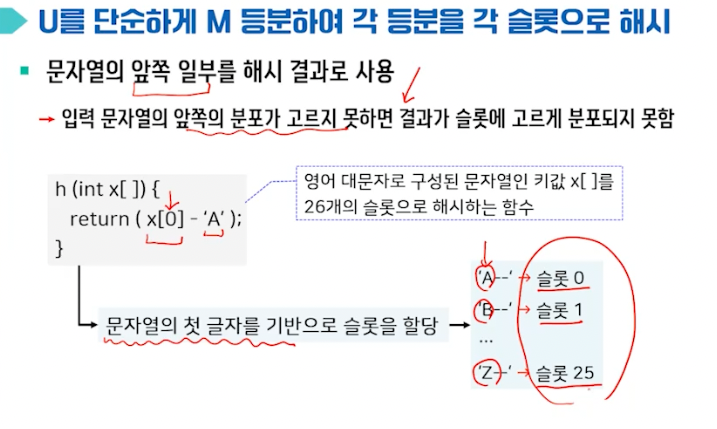 U를 단순하게 M 등분하여 각 등분을 각 슬롯으로 해시
문자열의 앞쪽 일부를 해시 결과로 사용
→ 입력 문자열의 앞쪽의 분포가 고르지 못하면 결과가 슬롯에 고르게 분포되지 못함
h (int x[ ]) {
return ( x[0] - ‘A’ );
}
영어 대문자로 구성된 문자열인 키값 x[ ]를
26개의 슬롯으로 해시하는 함수
문자열의 첫 글자를 기반으로 슬롯을 할당
‘A--‘ → 슬롯 0
‘B--‘ → 슬롯 1
...
‘Z--‘ → 슬롯 25